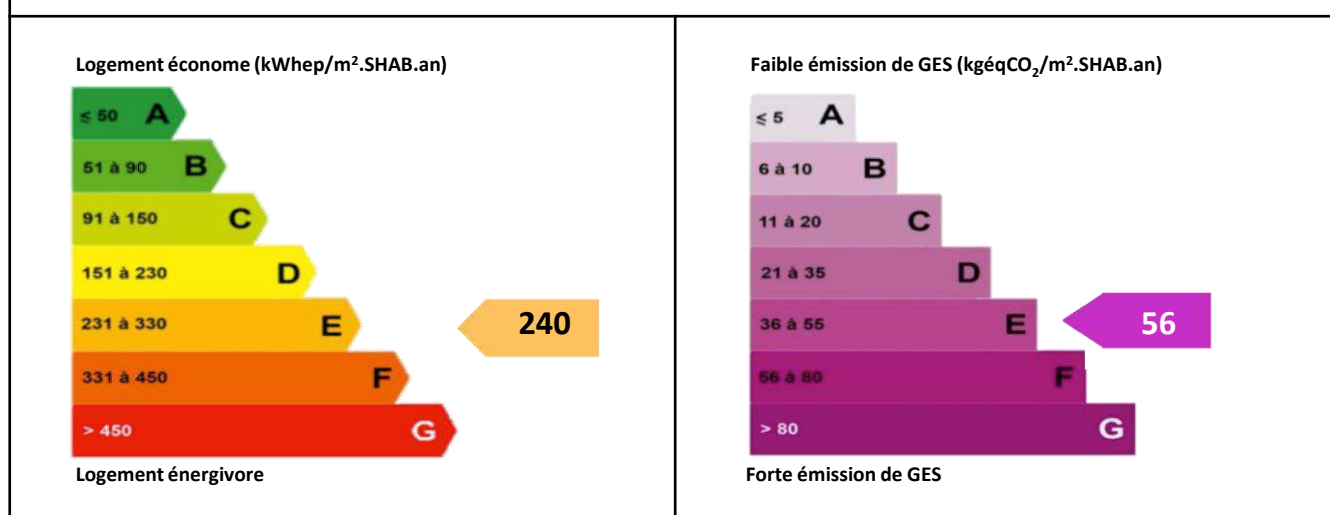 Logement économe (kWhep/m².SHAB.an)
≤ 50 A
51 à 90 B
91 à 150 C
151 à 230 D
231 à 330 E
240
331 à 450 F
> 450 G
Logement énergivore
Faible émission de GES (kgéqCO₂/m².SHAB.an)
≤ 5 A
6 à 10 B
11 à 20 C
21 à 35 D
36 à 55 E
56
56 à 80 F
> 80 G
Forte émission de GES